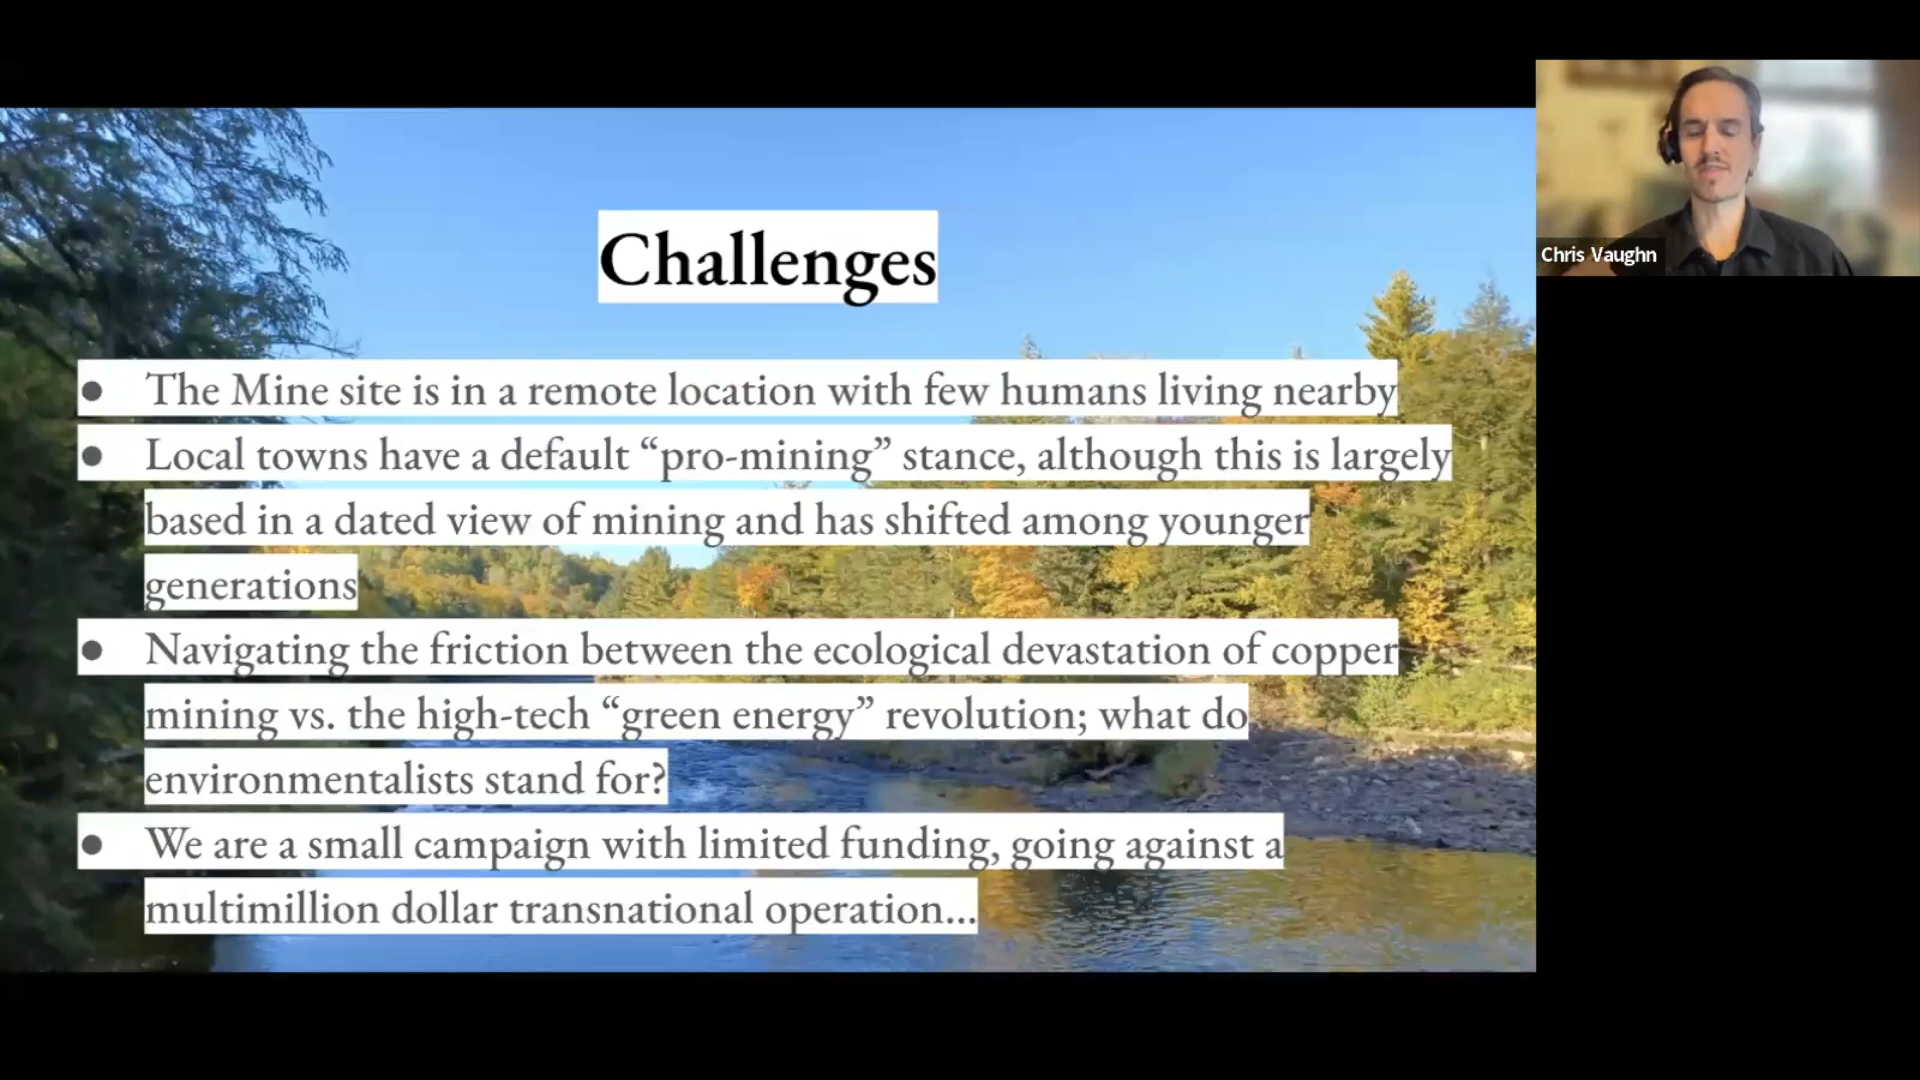 Challenges
● The Mine site is in a remote location with few humans living nearby
● Local towns have a default “pro-mining” stance, although this is largely
based in a dated view of mining and has shifted among younger
generations
● Navigating the friction between the ecological devastation of copper
mining vs. the high-tech “green energy” revolution; what do
environmentalists stand for?
● We are a small campaign with limited funding, going against a
multimillion dollar transnational operation...
Chris Vaughn